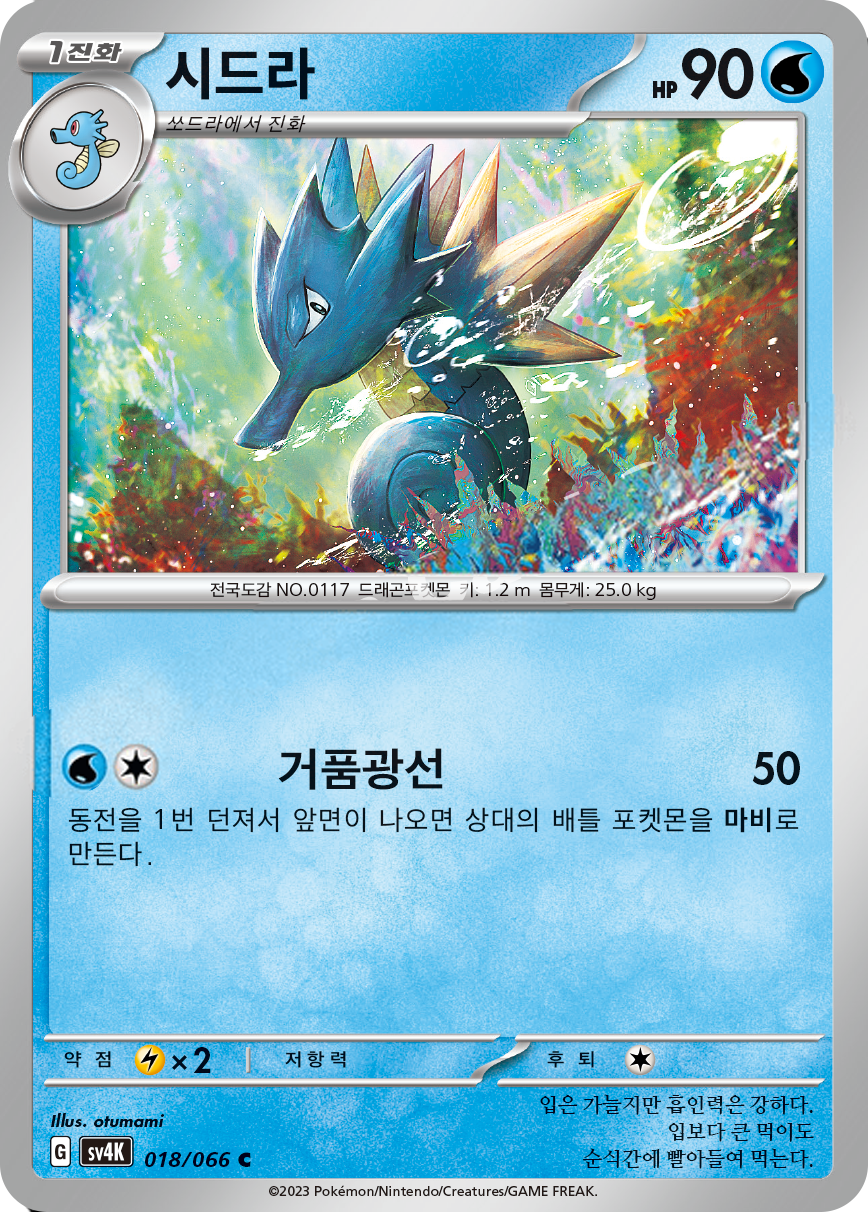 1진화
시드라
HP 90
쏘드라에서 진화
전국도감 NO.0117 드래곤포켓몬 키: 1.2 m 몸무게: 25.0 kg
거품광선 50
동전을 1번 던져서 앞면이 나오면 상대의 배틀 포켓몬을 마비로
만든다.
약점 ×2 저항력 후퇴
입은 가늘지만 흡인력은 강하다.
입보다 큰 먹이도
순식간에 빨아들여 먹는다.
Illus. otumami
G sv4K 018/066 C
©2023 Pokémon/Nintendo/Creatures/GAME FREAK.